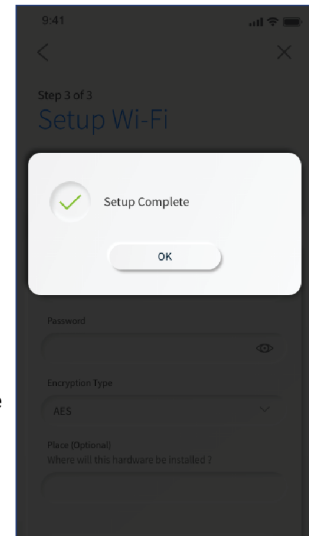 9:41
Step 3 of 3
Setup Wi-Fi
Setup Complete
OK
Password
Encryption Type
AES
Place (Optional)
Where will this hardware be installed ?
e